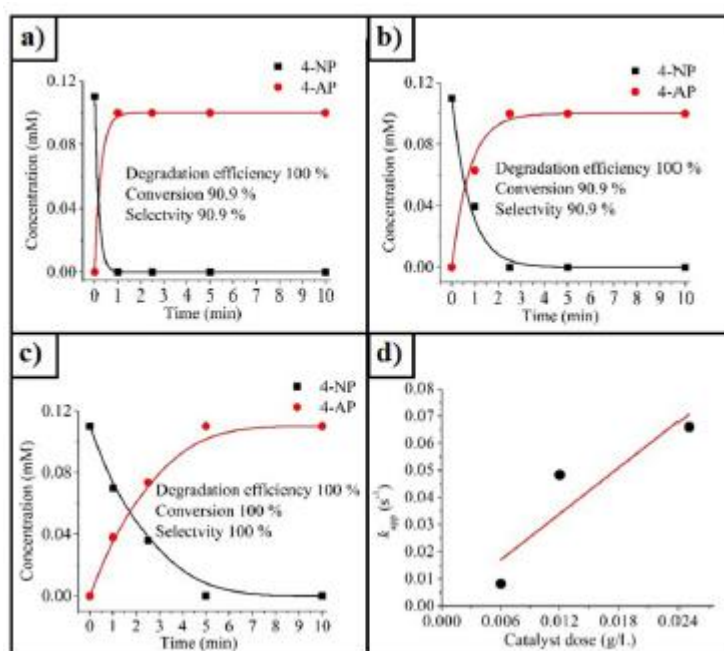 a)
4-NP
4-AP
0.12
0.08
0.04
0.00
Concentration (mM)
Degradation efficiency 100 %
Conversion 90.9 %
Selectvity 90.9 %
0 1 2 3 4 5 6 7 8 9 10
Time (min)
b)
4-NP
4-AP
0.12
0.08
0.04
0.00
Concentration (mM)
Degradation efficiency 100 %
Conversion 90.9 %
Selectvity 90.9 %
0 1 2 3 4 5 6 7 8 9 10
Time (min)
c)
4-NP
4-AP
0.12
0.08
0.04
0.00
Concentration (mM)
Degradation efficiency 100 %
Conversion 100 %
Selectvity 100 %
0 1 2 3 4 5 6 7 8 9 10
Time (min)
d)
0.08
0.07
0.06
0.05
0.04
0.03
0.02
0.01
0.00
k app (s⁻¹)
0.000 0.006 0.012 0.018 0.024
Catalyst dose (g/L)